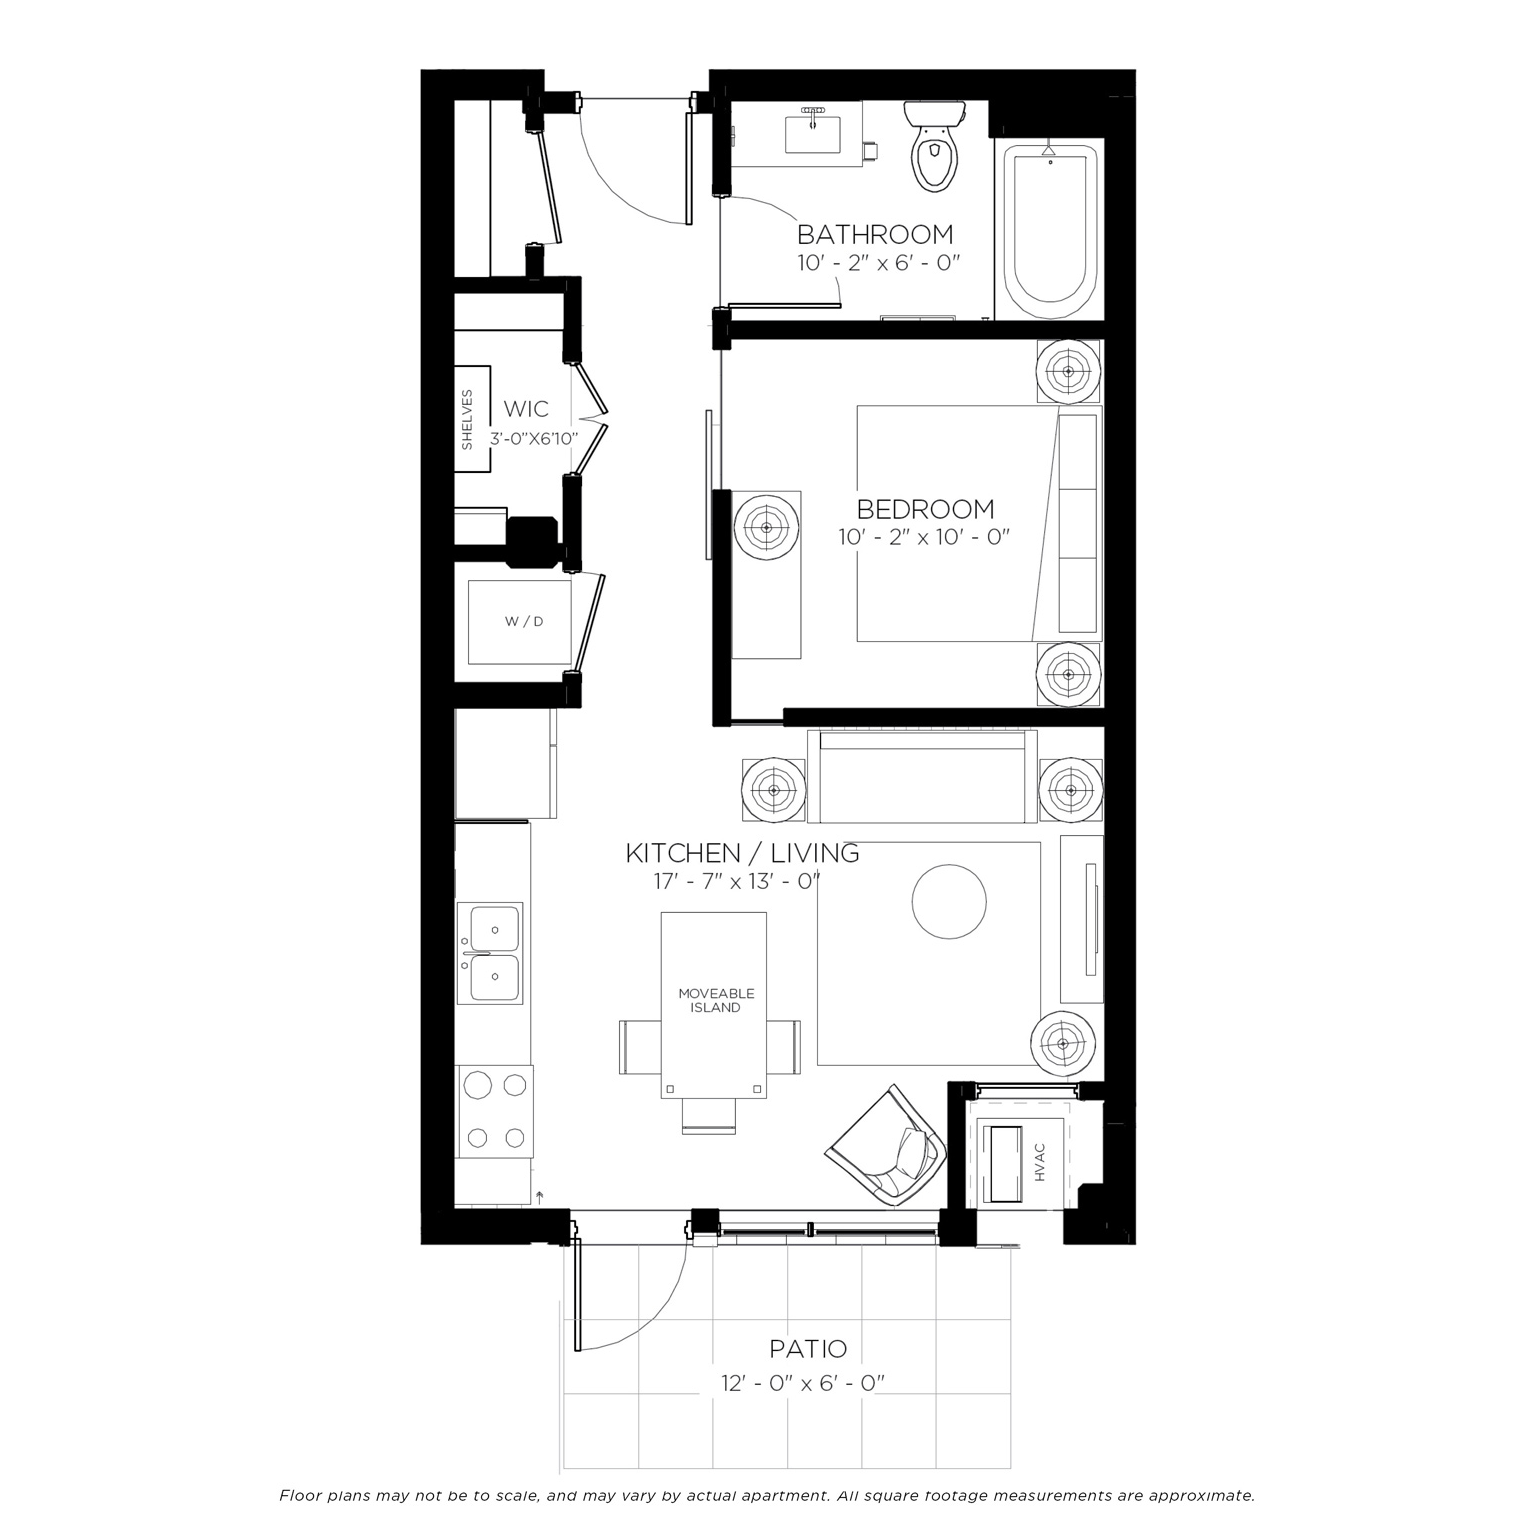 BATHROOM
10' - 2" x 6' - 0"
SHELVES
WIC
3'-0"X6'10"
BEDROOM
10' - 2" x 10' - 0"
W / D
KITCHEN / LIVING
17' - 7" x 13' - 0"
MOVEABLE
ISLAND
HVAC
PATIO
12' - 0" x 6' - 0"
Floor plans may not be to scale, and may vary by actual apartment. All square footage measurements are approximate.